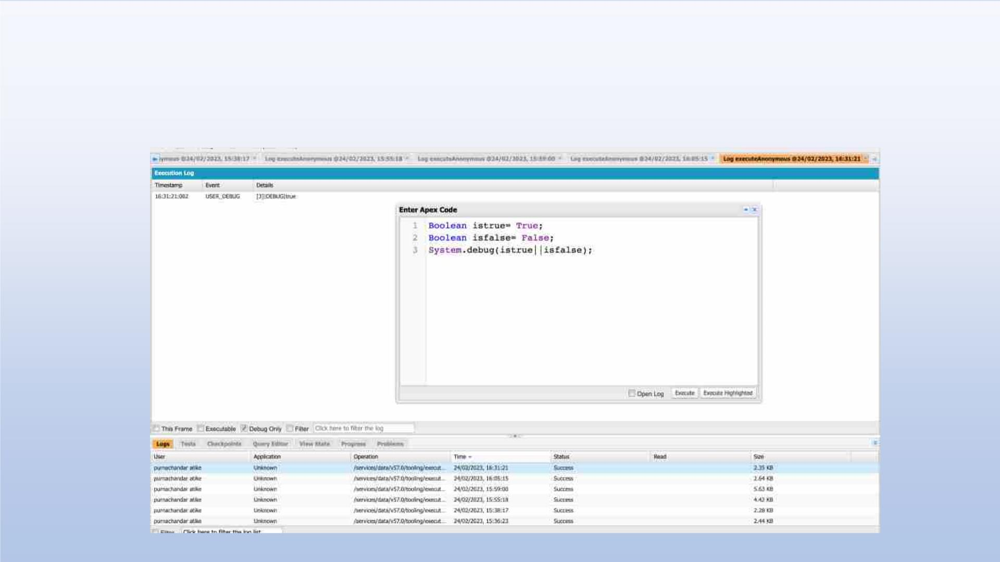 ymous @24/02/2023, 15:38:17
Log executeAnonymous @24/02/2023, 15:55:18
Log executeAnonymous @24/02/2023, 15:59:00
Log executeAnonymous @24/02/2023, 16:05:15
Log executeAnonymous @24/02/2023, 16:31:21
Execution Log
Timestamp Event Details
16:31:21:002 USER_DEBUG [3]|DEBUG|true
Enter Apex Code
1 Boolean istrue= True;
2 Boolean isfalse= False;
3 System.debug(istrue||isfalse);
Open Log Execute Execute Highlighted
This Frame Executable Debug Only Filter Click here to filter the log
Logs Tests Checkpoints Query Editor View State Progress Problems
User Application Operation Time Status Read Size
purnachandar atike Unknown /services/data/v57.0/tooling/execut... 24/02/2023, 16:31:21 Success 2.35 KB
purnachandar atike Unknown /services/data/v57.0/tooling/execut... 24/02/2023, 16:05:15 Success 2.64 KB
purnachandar atike Unknown /services/data/v57.0/tooling/execut... 24/02/2023, 15:59:00 Success 5.63 KB
purnachandar atike Unknown /services/data/v57.0/tooling/execut... 24/02/2023, 15:55:18 Success 4.42 KB
purnachandar atike Unknown /services/data/v57.0/tooling/execut... 24/02/2023, 15:38:17 Success 2.28 KB
purnachandar atike Unknown /services/data/v57.0/tooling/execut... 24/02/2023, 15:36:23 Success 2.44 KB
Filter Click here to filter the log list